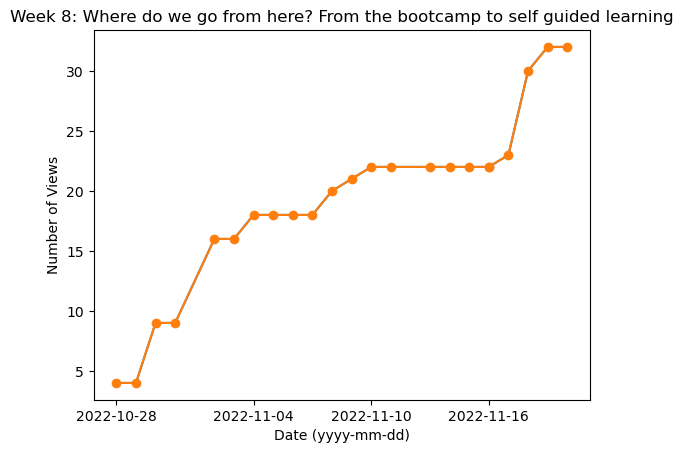 Week 8: Where do we go from here? From the bootcamp to self guided learning
30
25
20
15
10
5
Number of Views
2022-10-28 2022-11-04 2022-11-10 2022-11-16
Date (yyyy-mm-dd)